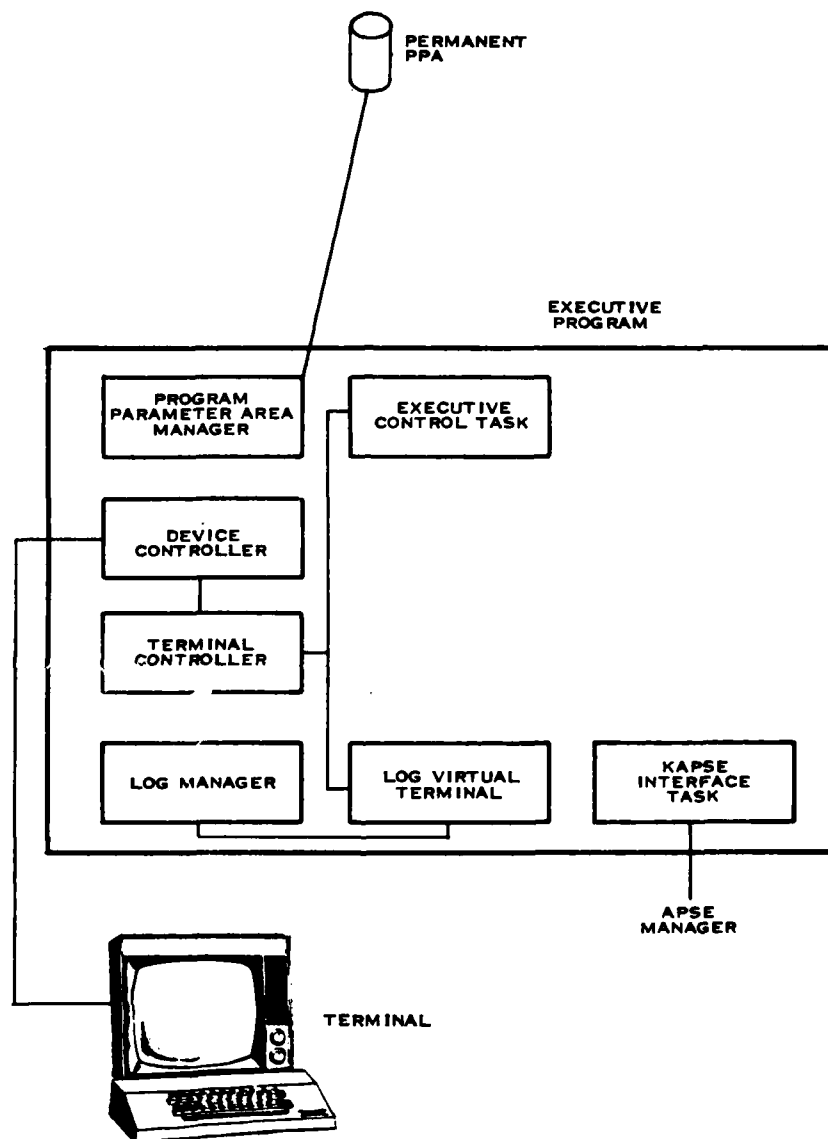 PERMANENT
PPA
EXECUTIVE
PROGRAM
PROGRAM
PARAMETER AREA
MANAGER
EXECUTIVE
CONTROL TASK
DEVICE
CONTROLLER
TERMINAL
CONTROLLER
LOG MANAGER
LOG VIRTUAL
TERMINAL
KAPSE
INTERFACE
TASK
APSE
MANAGER
TERMINAL